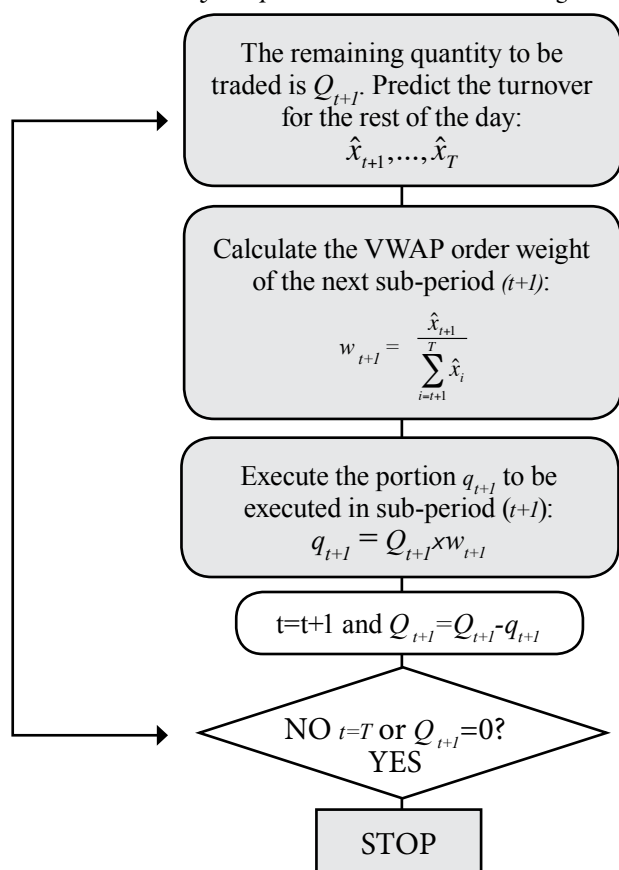 The remaining quantity to be
traded is Q_{t+1}. Predict the turnover
for the rest of the day:
x̂_{t+1},..., x̂_T
Calculate the VWAP order weight
of the next sub-period (t+1):
w_{t+1} = x̂_{t+1} / ∑_{i=t+1}^{T} x̂_i
Execute the portion q_{t+1} to be
executed in sub-period (t+1):
q_{t+1} = Q_{t+1}×w_{t+1}
t=t+1 and Q_{t+1}=Q_{t+1}-q_{t+1}
NO t=T or Q_{t+1}=0?
YES
STOP